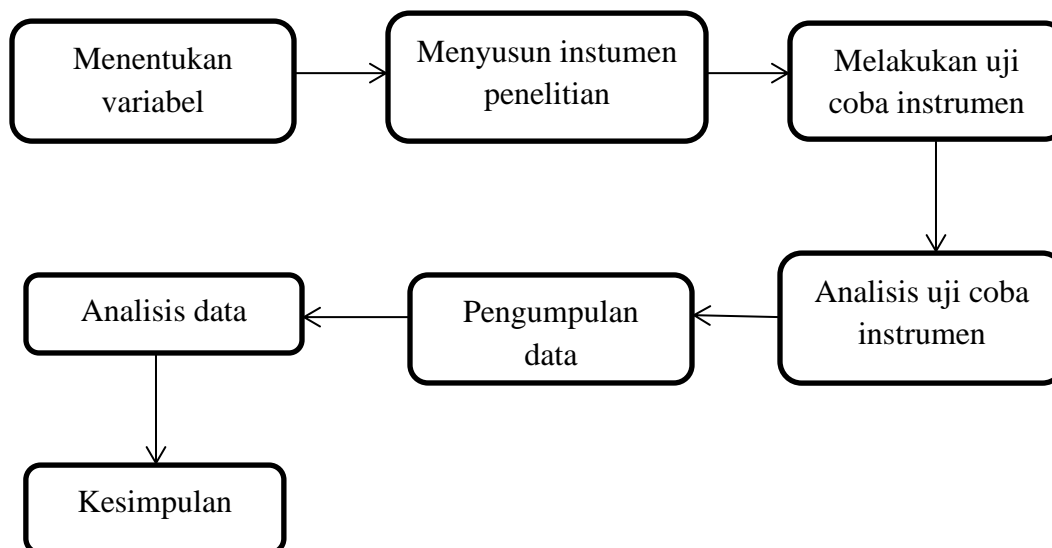 Menentukan
variabel
Menyusun instumen
penelitian
Melakukan uji
coba instrumen
Analisis uji coba
instrumen
Pengumpulan
data
Analisis data
Kesimpulan